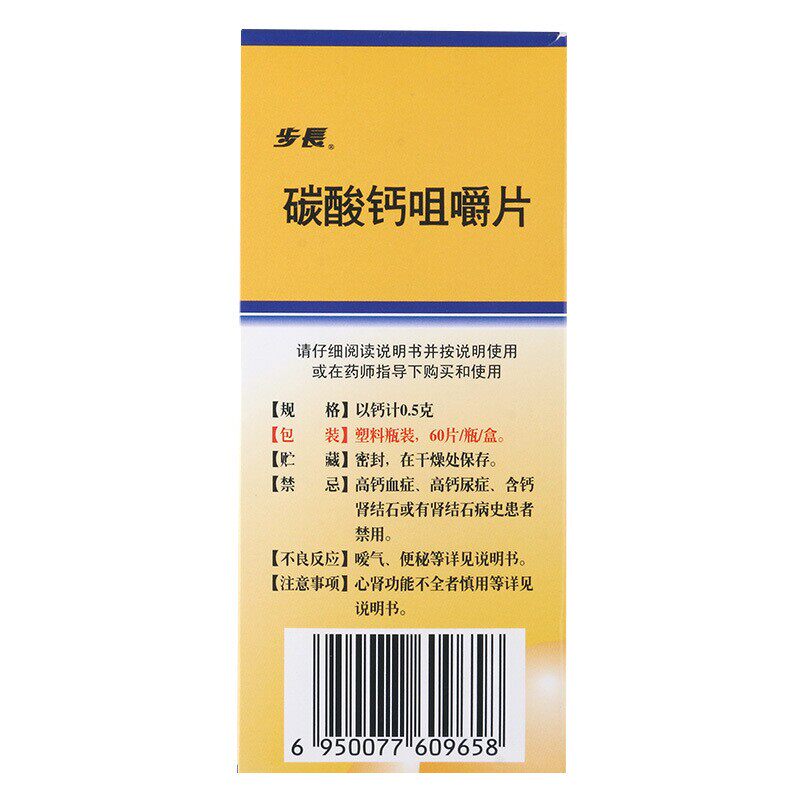 步長®
碳酸钙咀嚼片
请仔细阅读说明书并按说明使用
或在药师指导下购买和使用
【规　　格】以钙计0.5克
【包　　装】塑料瓶装，60片/瓶/盒。
【贮　　藏】密封，在干燥处保存。
【禁　　忌】高钙血症、高钙尿症、含钙
肾结石或有肾结石病史患者
禁用。
【不良反应】嗳气、便秘等详见说明书。
【注意事项】心肾功能不全者慎用等详见
说明书。
6 950077 609658